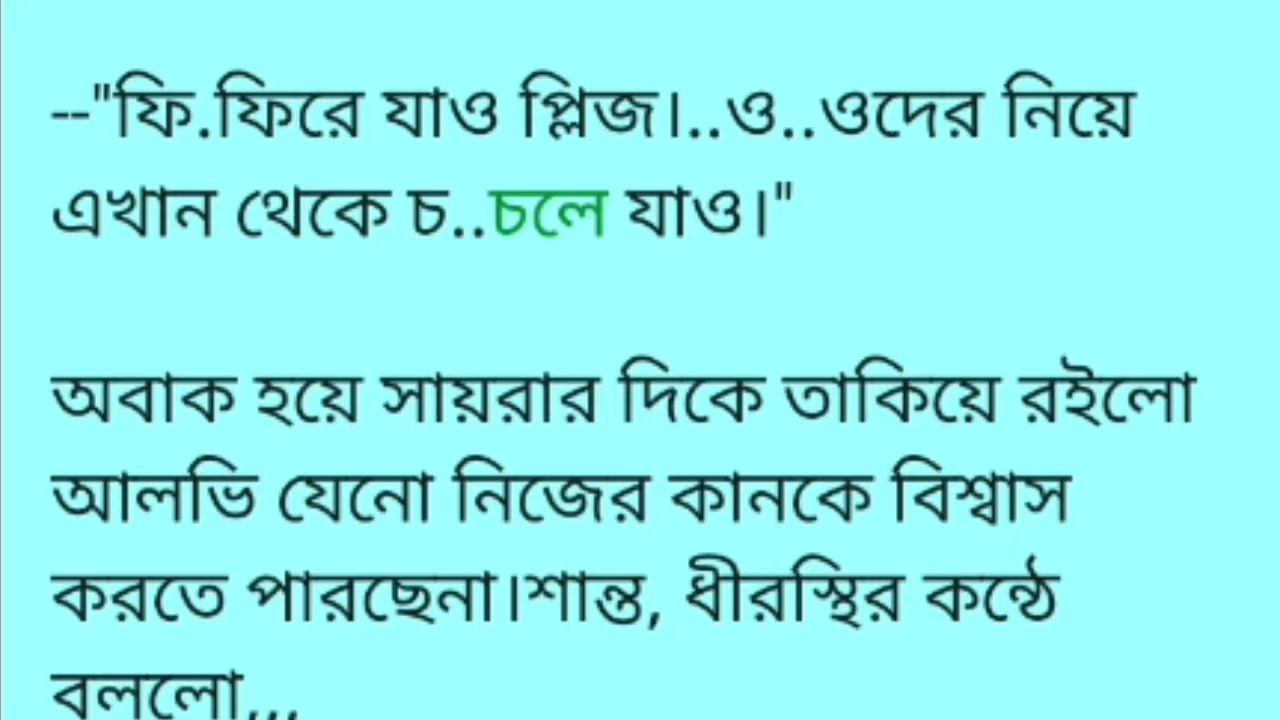 --"ফি.ফিরে যাও প্লিজ।..ও..ওদের নিয়ে
এখান থেকে চ..চলে যাও।"
অবাক হয়ে সায়রার দিকে তাকিয়ে রইলো
আলভি যেনো নিজের কানকে বিশ্বাস
করতে পারছেনা।শান্ত, ধীরস্থির কন্ঠে
বললো,,,